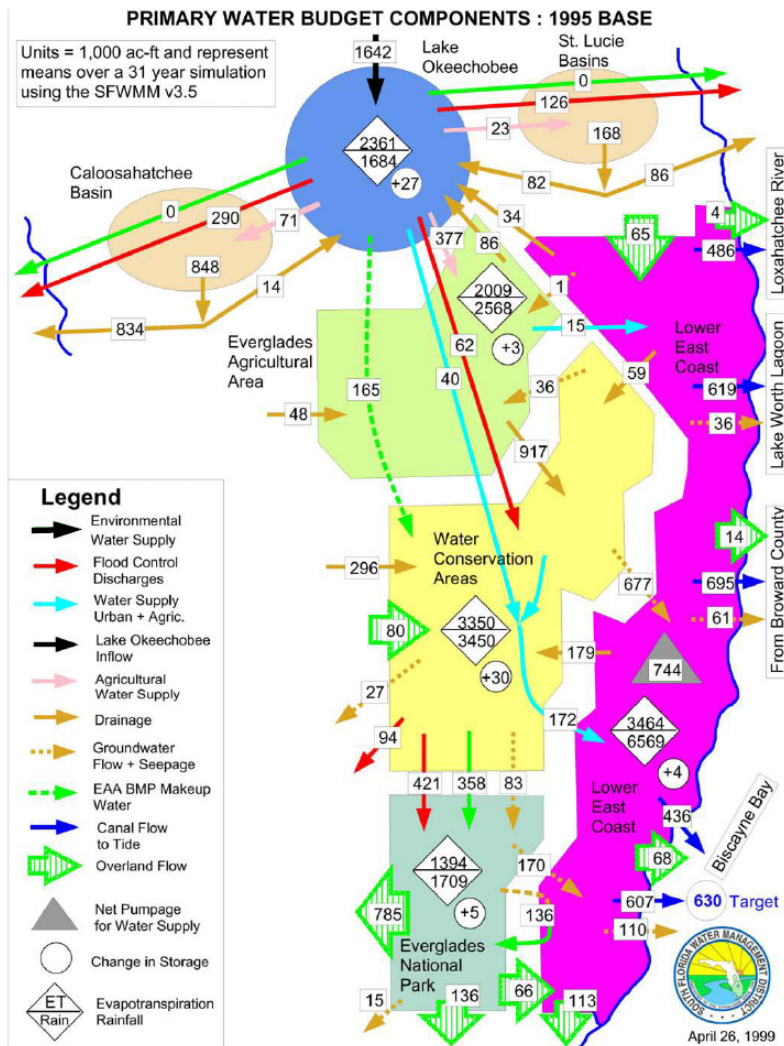 PRIMARY WATER BUDGET COMPONENTS : 1995 BASE
Units = 1,000 ac-ft and represent
means over a 31 year simulation
using the SFWMM v3.5
1642
Lake
Okeechobee
St. Lucie
Basins
0
126
23
168
2361
1684
+27
82
86
Caloosahatchee
Basin
0
290
71
848
14
834
34
377
86
65
4
486
Loxahatchee River
2009
2568
+3
1
15
Lower
East
Coast
Everglades
Agricultural
Area
62
40
165
36
59
619
36
Lake Worth Lagoon
48
917
Legend
Environmental
Water Supply
Flood Control
Discharges
Water Supply
Urban + Agric.
Lake Okeechobee
Inflow
Agricultural
Water Supply
Drainage
Groundwater
Flow + Seepage
EAA BMP Makeup
Water
Canal Flow
to Tide
Overland Flow
Net Pumpage
for Water Supply
Change in Storage
ET
Rain
Evapotranspiration
Rainfall
Water
Conservation
Areas
296
80
3350
3450
+30
677
179
14
695
61
From Broward County
744
27
94
172
3464
6569
+4
421
358
83
Lower
East
Coast
436
Biscayne Bay
68
1394
1709
+5
170
136
785
607
630 Target
110
Everglades
National
Park
15
136
66
113
SOUTH FLORIDA WATER MANAGEMENT DISTRICT
April 26, 1999